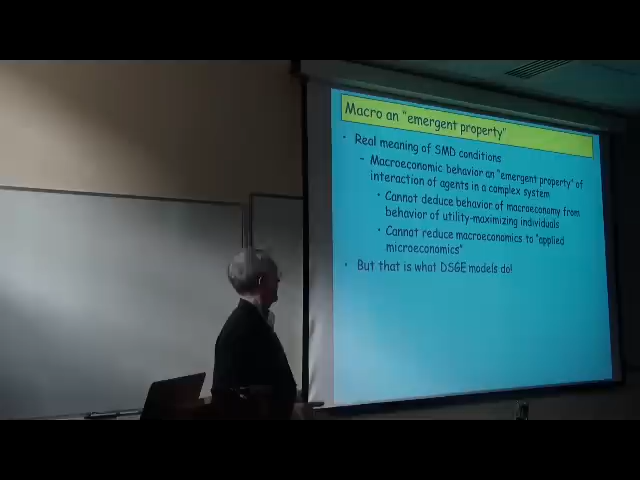 Macro an "emergent property"
• Real meaning of SMD conditions
– Macroeconomic behavior an "emergent property" of
interaction of agents in a complex system
• Cannot deduce behavior of macroeconomy from
behavior of utility-maximizing individuals
• Cannot reduce macroeconomics to "applied
microeconomics"
• But that is what DSGE models do!